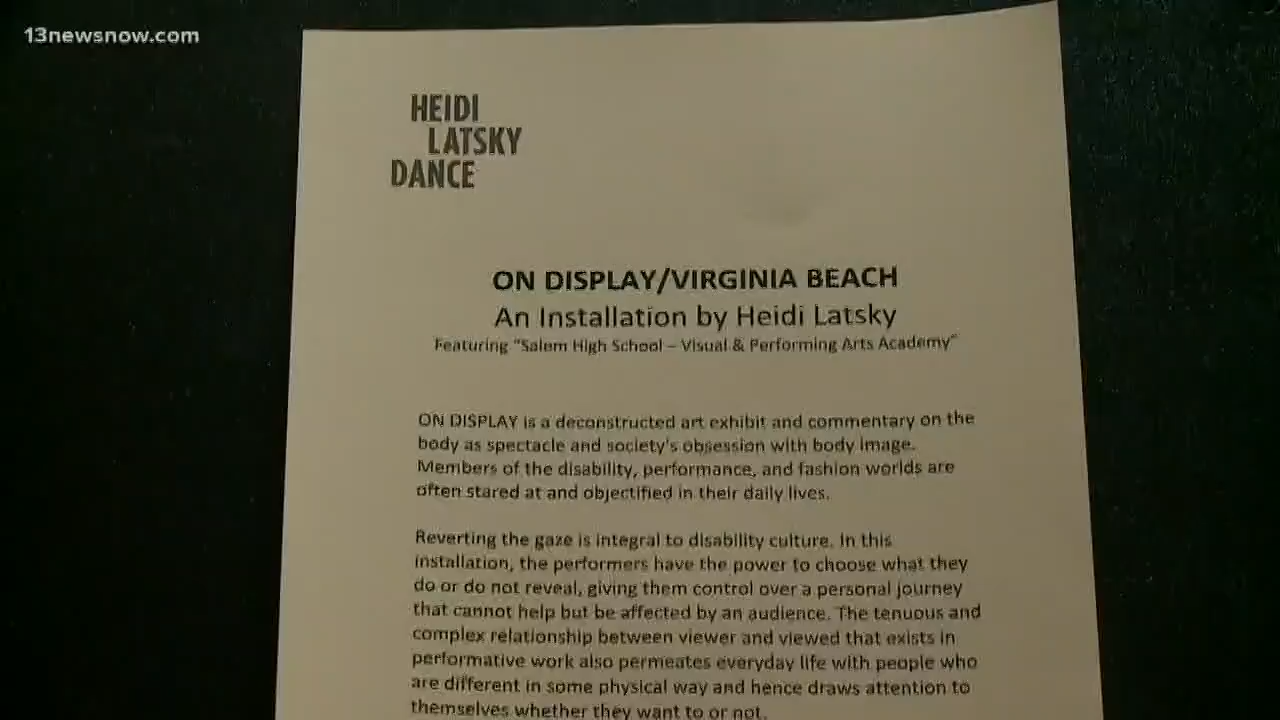 13newsnow.com
HEIDI
LATSKY
DANCE
ON DISPLAY/VIRGINIA BEACH
An Installation by Heidi Latsky
Featuring "Salem High School – Visual & Performing Arts Academy"
ON DISPLAY is a deconstructed art exhibit and commentary on the
body as spectacle and society's obsession with body image.
Members of the disability, performance, and fashion worlds are
often stared at and objectified in their daily lives.
Reverting the gaze is integral to disability culture. In this
installation, the performers have the power to choose what they
do or do not reveal, giving them control over a personal journey
that cannot help but be affected by an audience. The tenuous and
complex relationship between viewer and viewed that exists in
performative work also permeates everyday life with people who
are different in some physical way and hence draws attention to
themselves whether they want to or not.